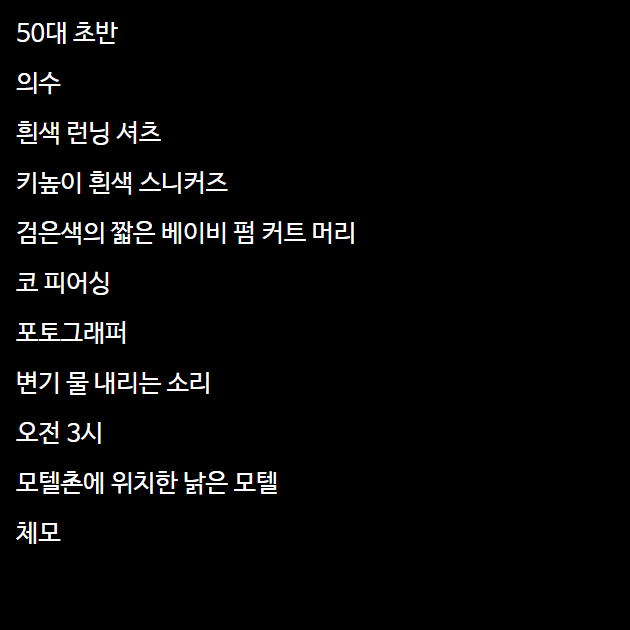 50대 초반
의수
흰색 런닝 셔츠
키높이 흰색 스니커즈
검은색의 짧은 베이비 펌 커트 머리
코 피어싱
포토그래퍼
변기 물 내리는 소리
오전 3시
모텔촌에 위치한 낡은 모텔
체모